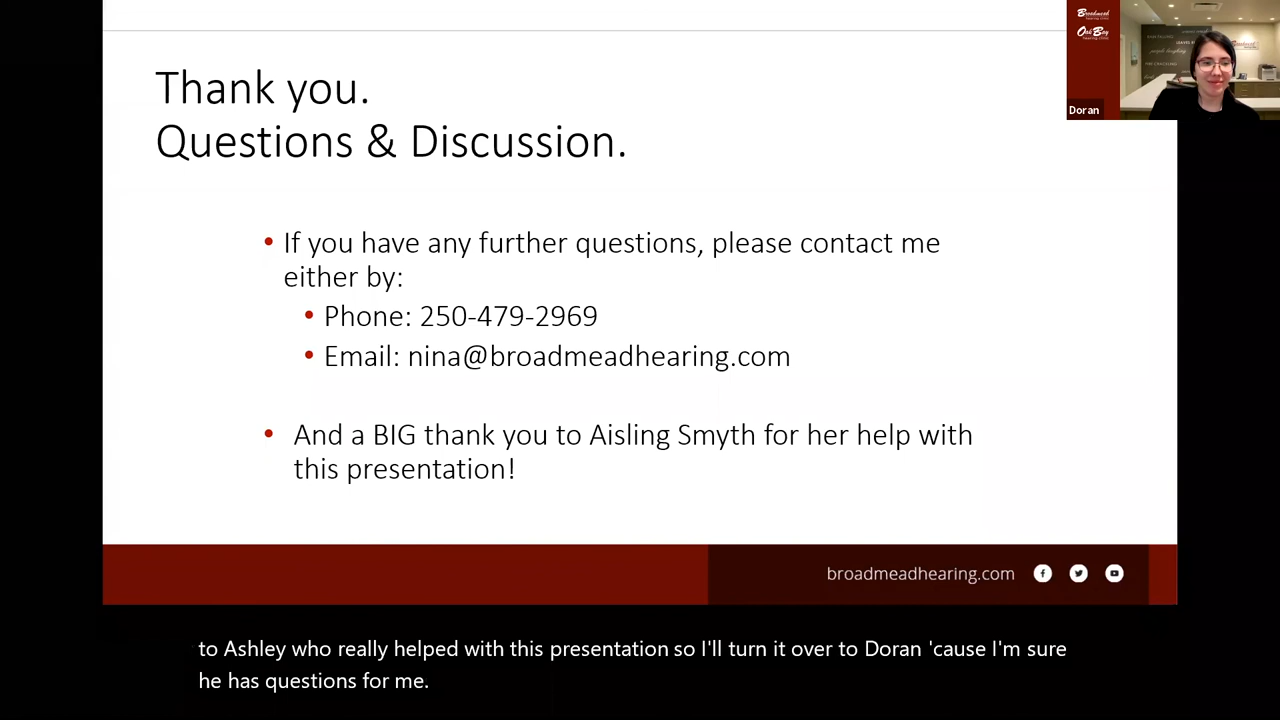 Thank you.
Questions & Discussion.
• If you have any further questions, please contact me
either by:
• Phone: 250-479-2969
• Email: nina@broadmeadhearing.com
• And a BIG thank you to Aisling Smyth for her help with
this presentation!
broadmeadhearing.com
Broadmead
Oak Bay
Doran
to Ashley who really helped with this presentation so I'll turn it over to Doran 'cause I'm sure
he has questions for me.